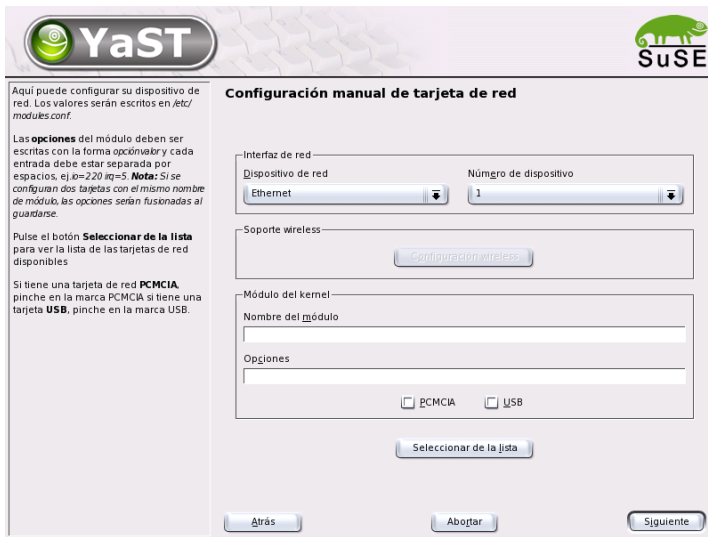 YaST
SuSE
Aquí puede configurar su dispositivo de
red. Los valores serán escritos en /etc/
modules.conf.
Las opciones del módulo deben ser
escritas con la forma opciónvalor y cada
entrada debe estar separada por
espacios, ej.io=220 irq=5. Nota: Si se
configuran dos tarjetas con el mismo nombre
de módulo, las opciones serían fusionadas al
guardarse.
Pulse el botón Seleccionar de la lista
para ver la lista de las tarjetas de red
disponibles
Si tiene una tarjeta de red PCMCIA,
pinche en la marca PCMCIA si tiene una
tarjeta USB, pinche en la marca USB.
Configuración manual de tarjeta de red
Interfaz de red
Dispositivo de red
Número de dispositivo
Ethernet
1
Soporte wireless
Configuración wireless
Módulo del kernel
Nombre del módulo
Opciones
PCMCIA
USB
Seleccionar de la lista
Atrás
Abortar
Siguiente